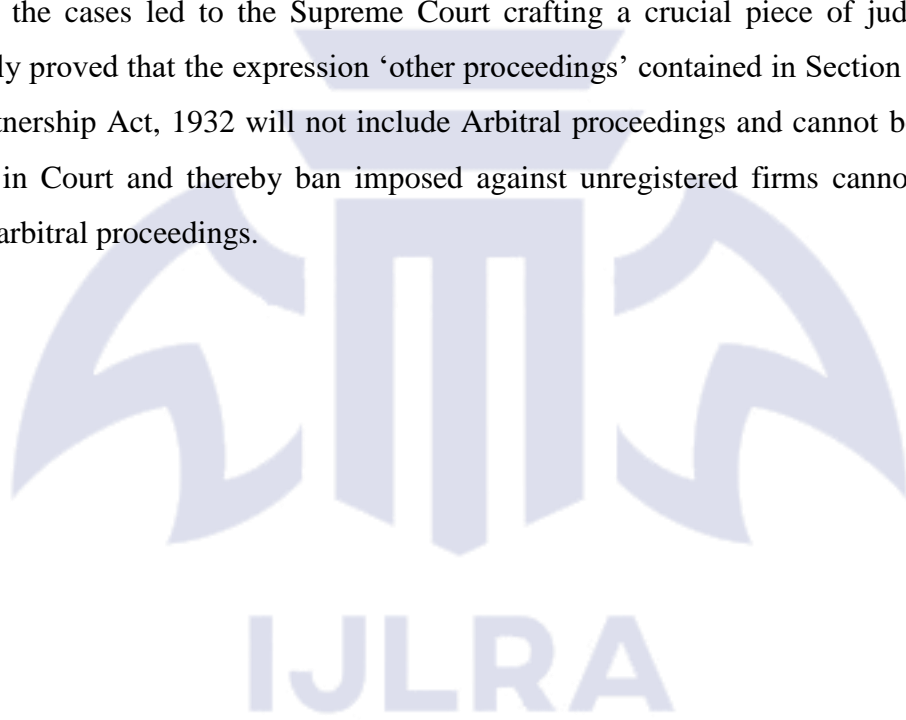 the cases led to the Supreme Court crafting a crucial piece of jud
ly proved that the expression ‘other proceedings’ contained in Section
tnership Act, 1932 will not include Arbitral proceedings and cannot b
in Court and thereby ban imposed against unregistered firms canno
arbitral proceedings.
IJLRA